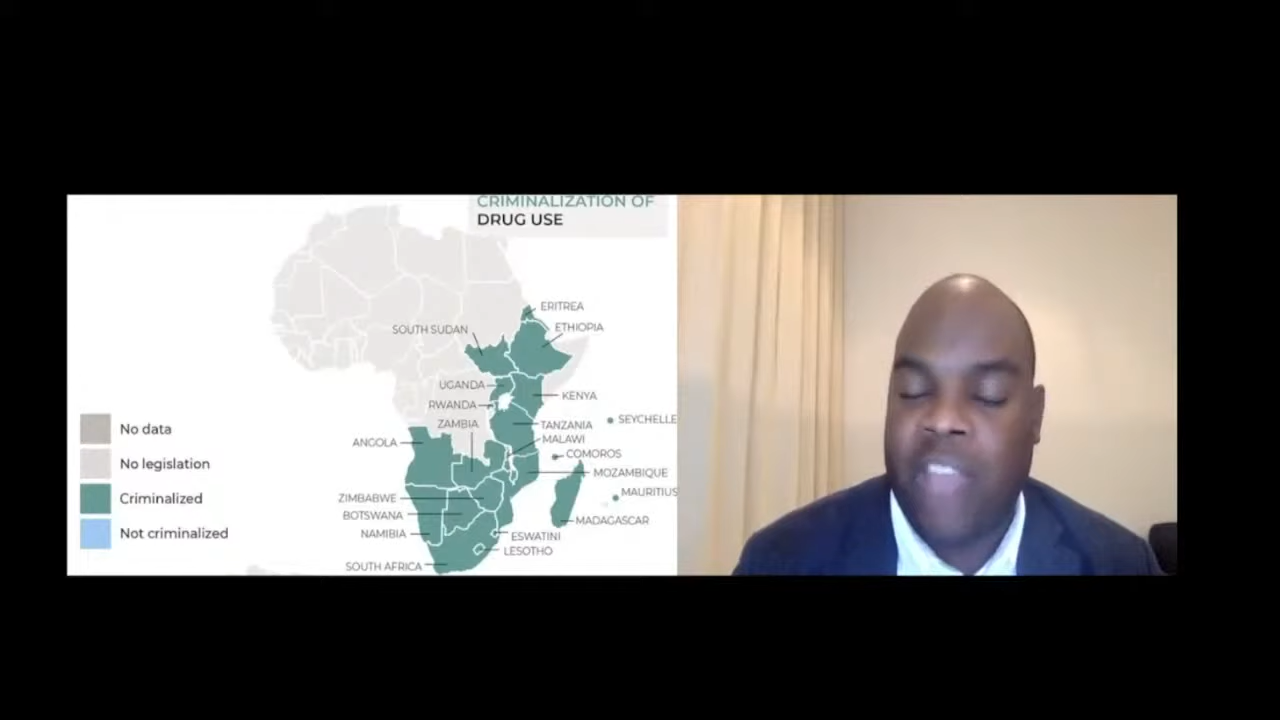 CRIMINALIZATION OF
DRUG USE
ERITREA
SOUTH SUDAN
ETHIOPIA
UGANDA
KENYA
RWANDA
SEYCHELLE
ZAMBIA
TANZANIA
ANGOLA
MALAWI
COMOROS
MOZAMBIQUE
MAURITIUS
ZIMBABWE
BOTSWANA
MADAGASCAR
NAMIBIA
ESWATINI
LESOTHO
SOUTH AFRICA
No data
No legislation
Criminalized
Not criminalized